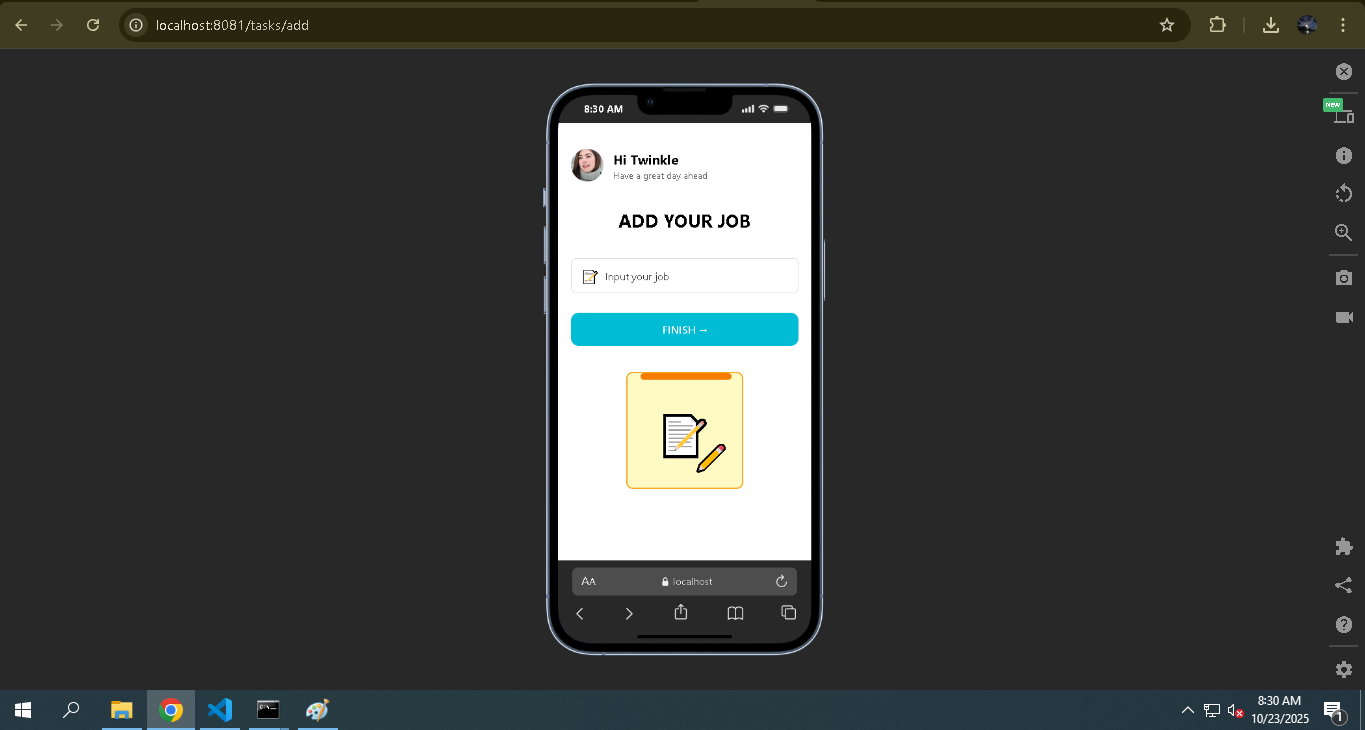 localhost:8081/tasks/add
NEW
8:30 AM
Hi Twinkle
Have a great day ahead
ADD YOUR JOB
Input your job
FINISH →
AA
localhost
8:30 AM
10/23/2025
1